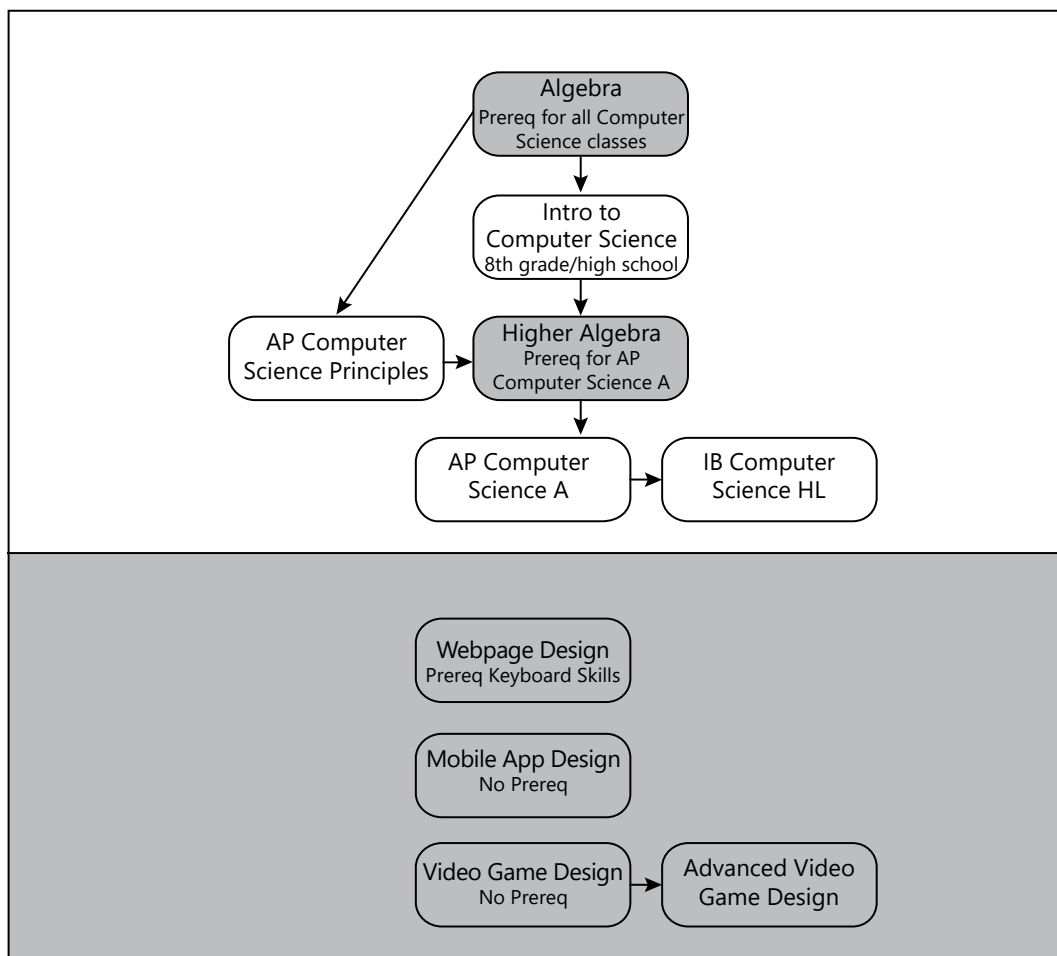 Algebra
Prereq for all Computer
Science classes
Intro to
Computer Science
8th grade/high school
AP Computer
Science Principles
Higher Algebra
Prereq for AP
Computer Science A
AP Computer
Science A
IB Computer
Science HL
Webpage Design
Prereq Keyboard Skills
Mobile App Design
No Prereq
Video Game Design
No Prereq
Advanced Video
Game Design